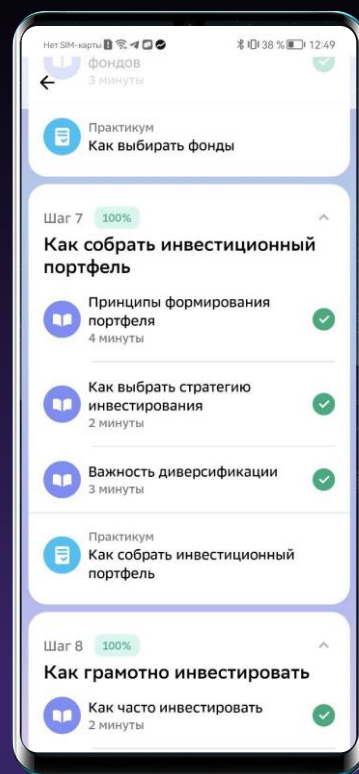 Нет SIM-карты
38 % 12:49
фондов
3 минуты
Практикум
Как выбирать фонды
Шаг 7 100%
Как собрать инвестиционный
портфель
Принципы формирования
портфеля
4 минуты
Как выбрать стратегию
инвестирования
2 минуты
Важность диверсификации
3 минуты
Практикум
Как собрать инвестиционный
портфель
Шаг 8 100%
Как грамотно инвестировать
Как часто инвестировать
2 минуты